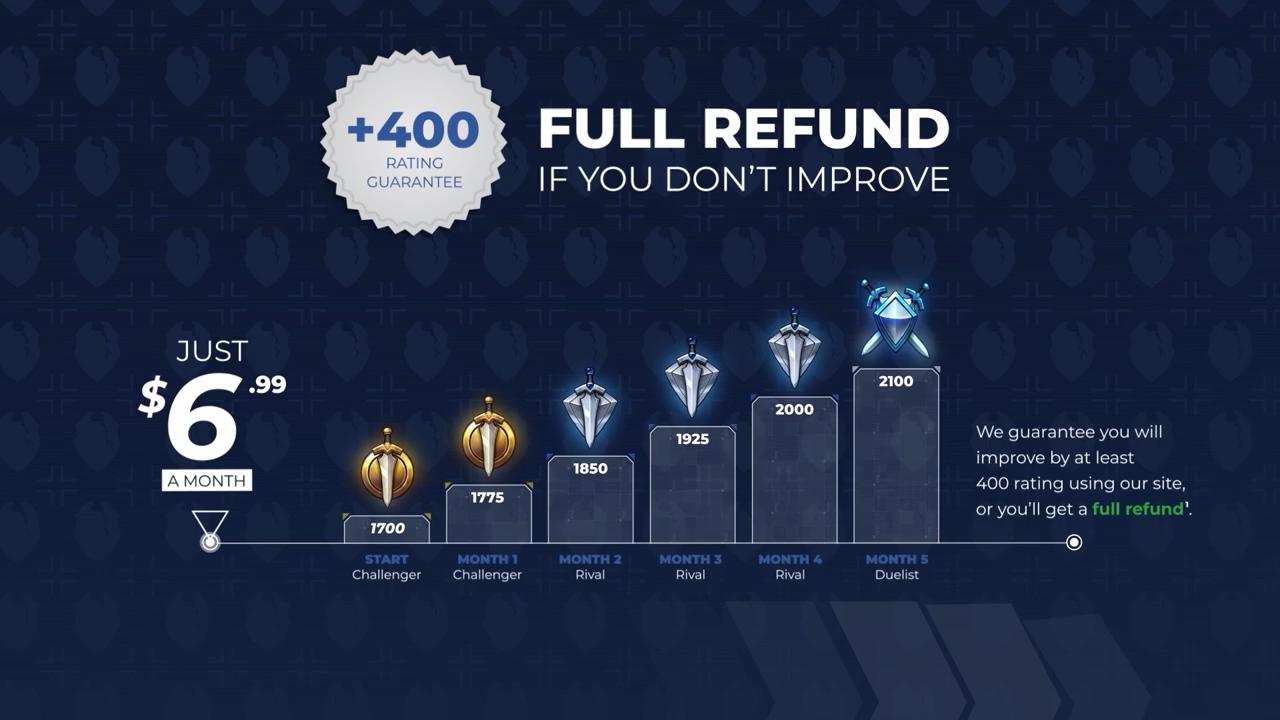 +400
RATING
GUARANTEE
FULL REFUND
IF YOU DON'T IMPROVE
JUST
$6.99
A MONTH
1700
1775
1850
1925
2000
2100
START
Challenger
MONTH 1
Challenger
MONTH 2
Rival
MONTH 3
Rival
MONTH 4
Rival
MONTH 5
Duelist
We guarantee you will
improve by at least
400 rating using our site,
or you'll get a full refund¹.